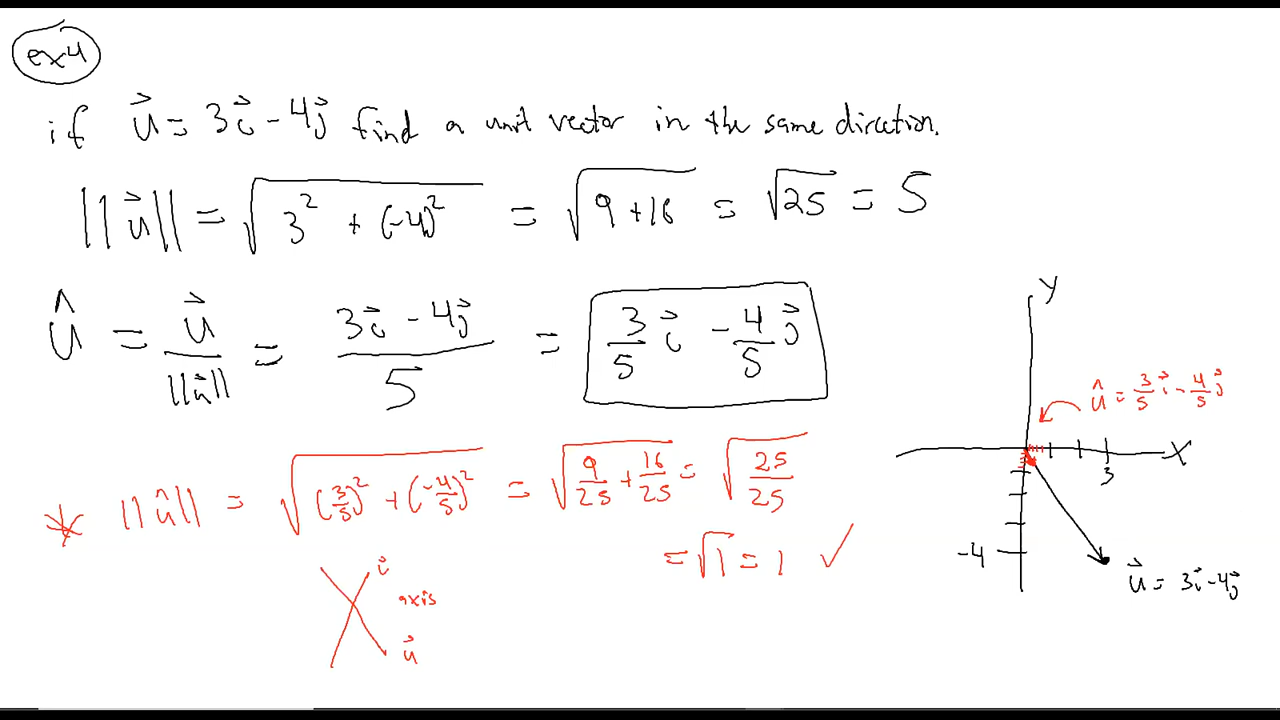 ex4
if u⃗ = 3i⃗ - 4j⃗ find a unit vector in the same direction.
||u⃗|| = √(3² + (-4)²) = √(9+16) = √25 = 5
û = u⃗/||u⃗|| = (3i⃗ - 4j⃗)/5 = 3/5 i⃗ - 4/5 j⃗
* ||û|| = √((3/5)² + (-4/5)²) = √(9/25 + 16/25) = √(25/25)
= √1 = 1 ✓
i⃗
axis
u⃗
y
û = 3/5 i⃗ - 4/5 j⃗
x
3
-4
u⃗ = 3i⃗ - 4j⃗